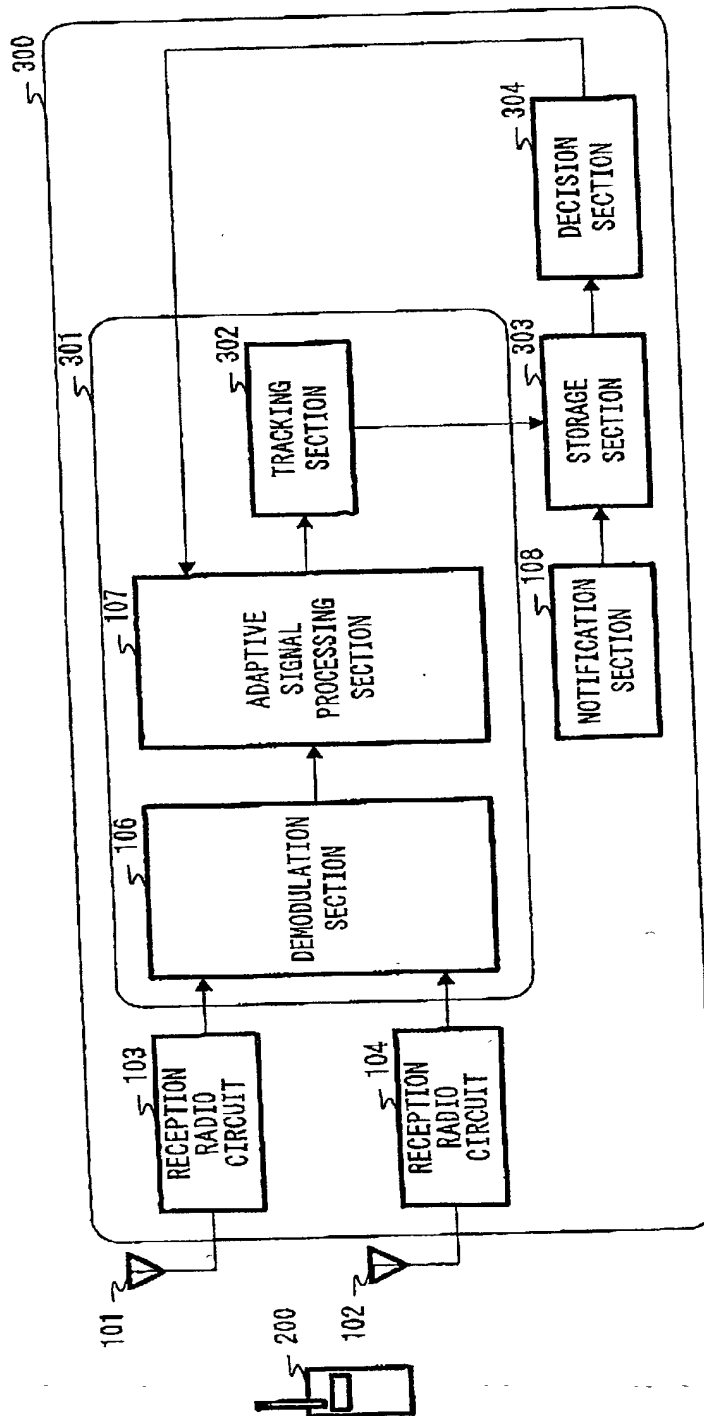 300
301
302
TRACKING
SECTION
107
ADAPTIVE
SIGNAL
PROCESSING
SECTION
106
DEMODULATION
SECTION
103
RECEPTION
RADIO
CIRCUIT
104
RECEPTION
RADIO
CIRCUIT
101
102
200
304
DECISION
SECTION
303
STORAGE
SECTION
108
NOTIFICATION
SECTION